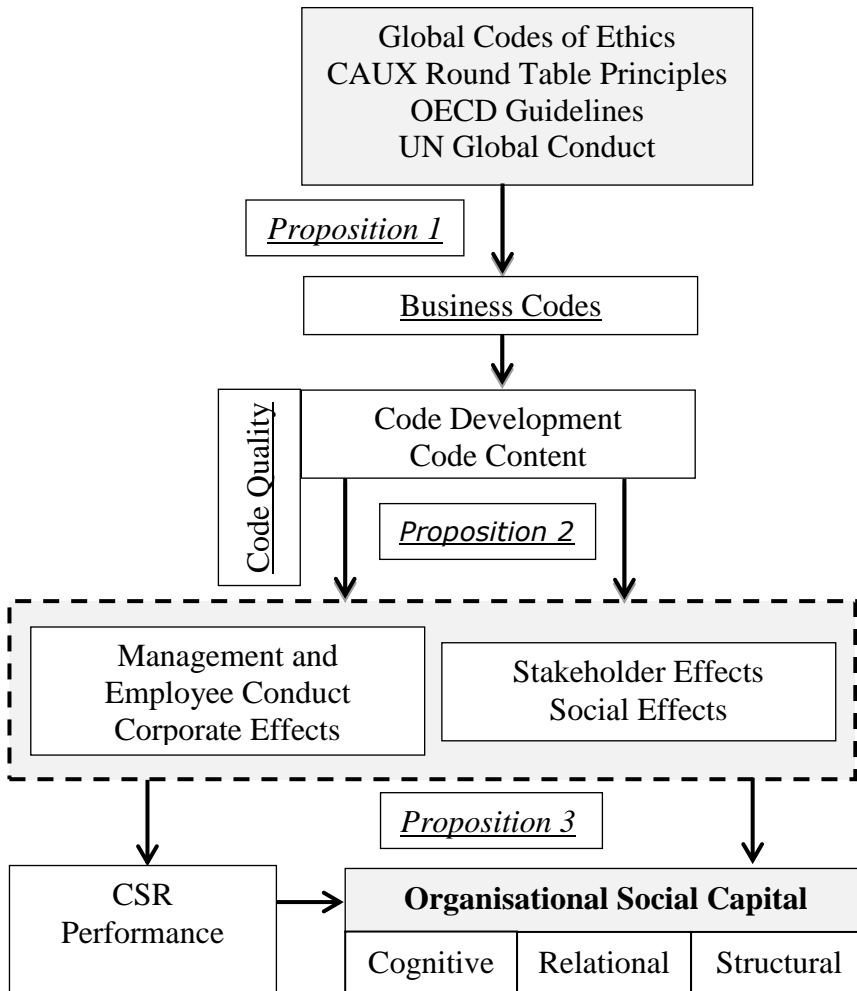 Global Codes of Ethics
CAUX Round Table Principles
OECD Guidelines
UN Global Conduct
Proposition 1
Business Codes
Code Quality
Code Development
Code Content
Proposition 2
Management and
Employee Conduct
Corporate Effects
Stakeholder Effects
Social Effects
Proposition 3
CSR
Performance
Organisational Social Capital
Cognitive
Relational
Structural